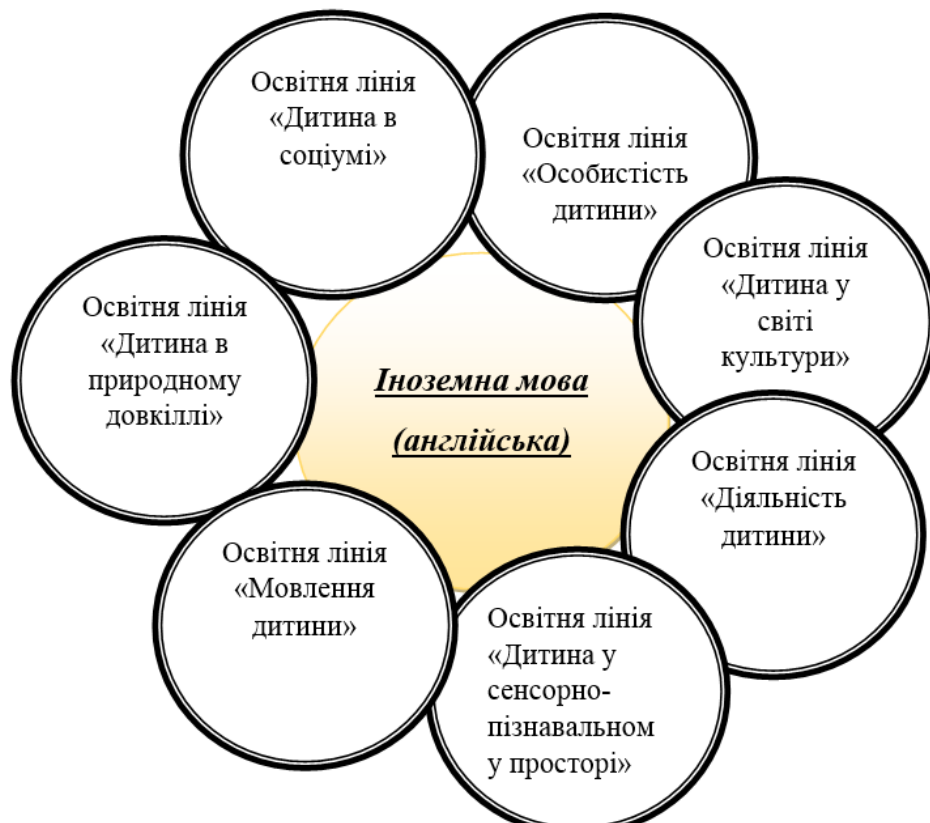 Освітня лінія
«Дитина в
соціумі»
Освітня лінія
«Особистість
дитини»
Освітня лінія
«Дитина у
світі
культури»
Освітня лінія
«Дитина в
природному
довкіллі»
Іноземна мова
(англійська)
Освітня лінія
«Діяльність
дитини»
Освітня лінія
«Мовлення
дитини»
Освітня лінія
«Дитина у
сенсорно-
пізнавальном
у просторі»